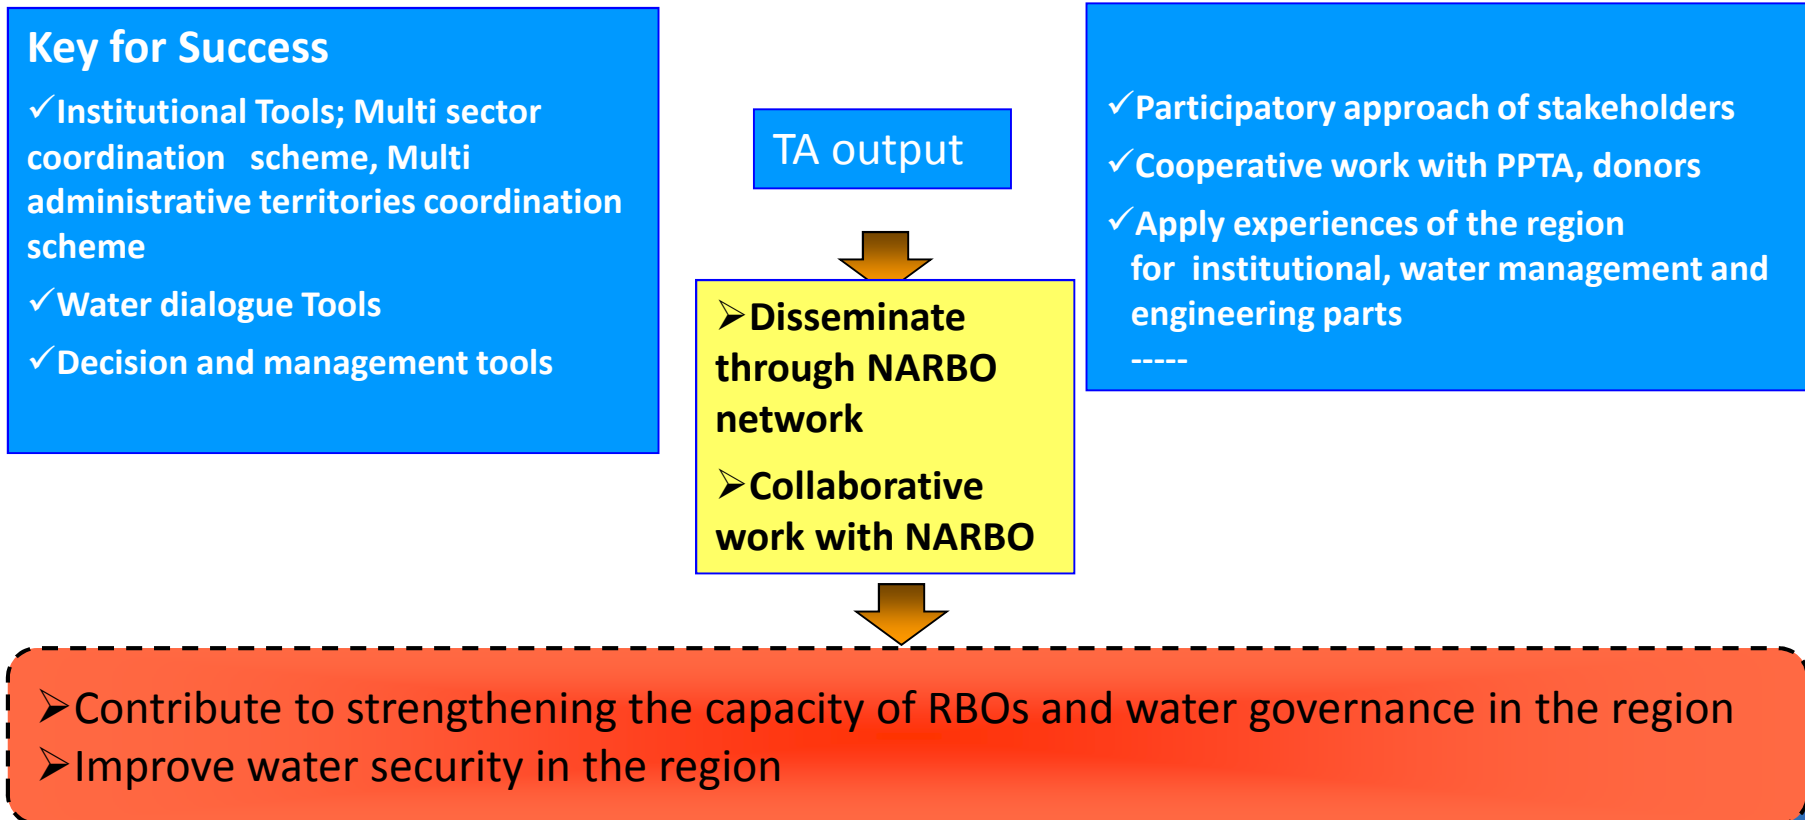 Key for Success
✓Institutional Tools; Multi sector
coordination scheme, Multi
administrative territories coordination
scheme
✓Water dialogue Tools
✓Decision and management tools
TA output
➢Disseminate
through NARBO
network
➢Collaborative
work with NARBO
✓Participatory approach of stakeholders
✓Cooperative work with PPTA, donors
✓Apply experiences of the region
for institutional, water management and
engineering parts
-----
➢Contribute to strengthening the capacity of RBOs and water governance in the region
➢Improve water security in the region